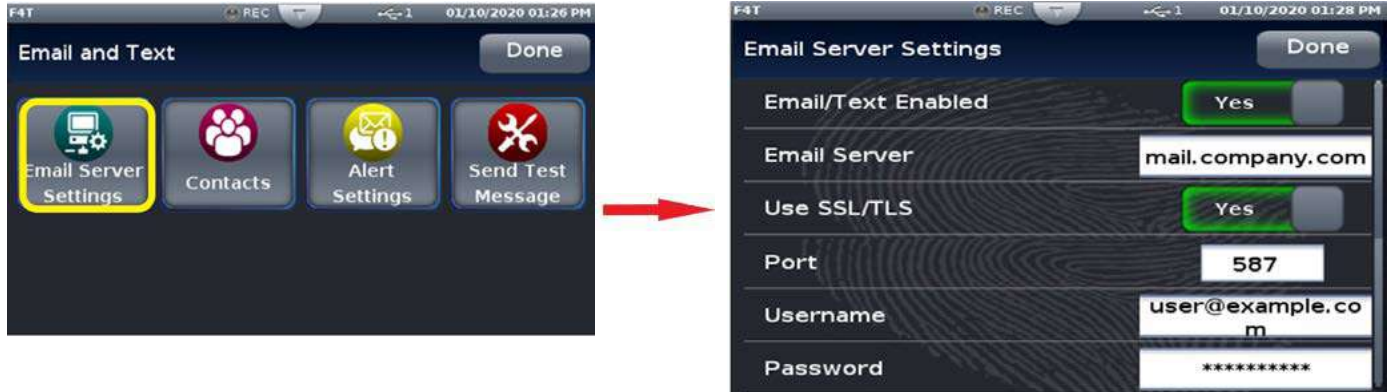 F4T REC 1 01/10/2020 01:26 PM
Email and Text Done
Email Server
Settings
Contacts
Alert
Settings
Send Test
Message
F4T REC 1 01/10/2020 01:28 PM
Email Server Settings Done
Email/Text Enabled Yes
Email Server mail.company.com
Use SSL/TLS Yes
Port 587
Username user@example.co
m
Password **********